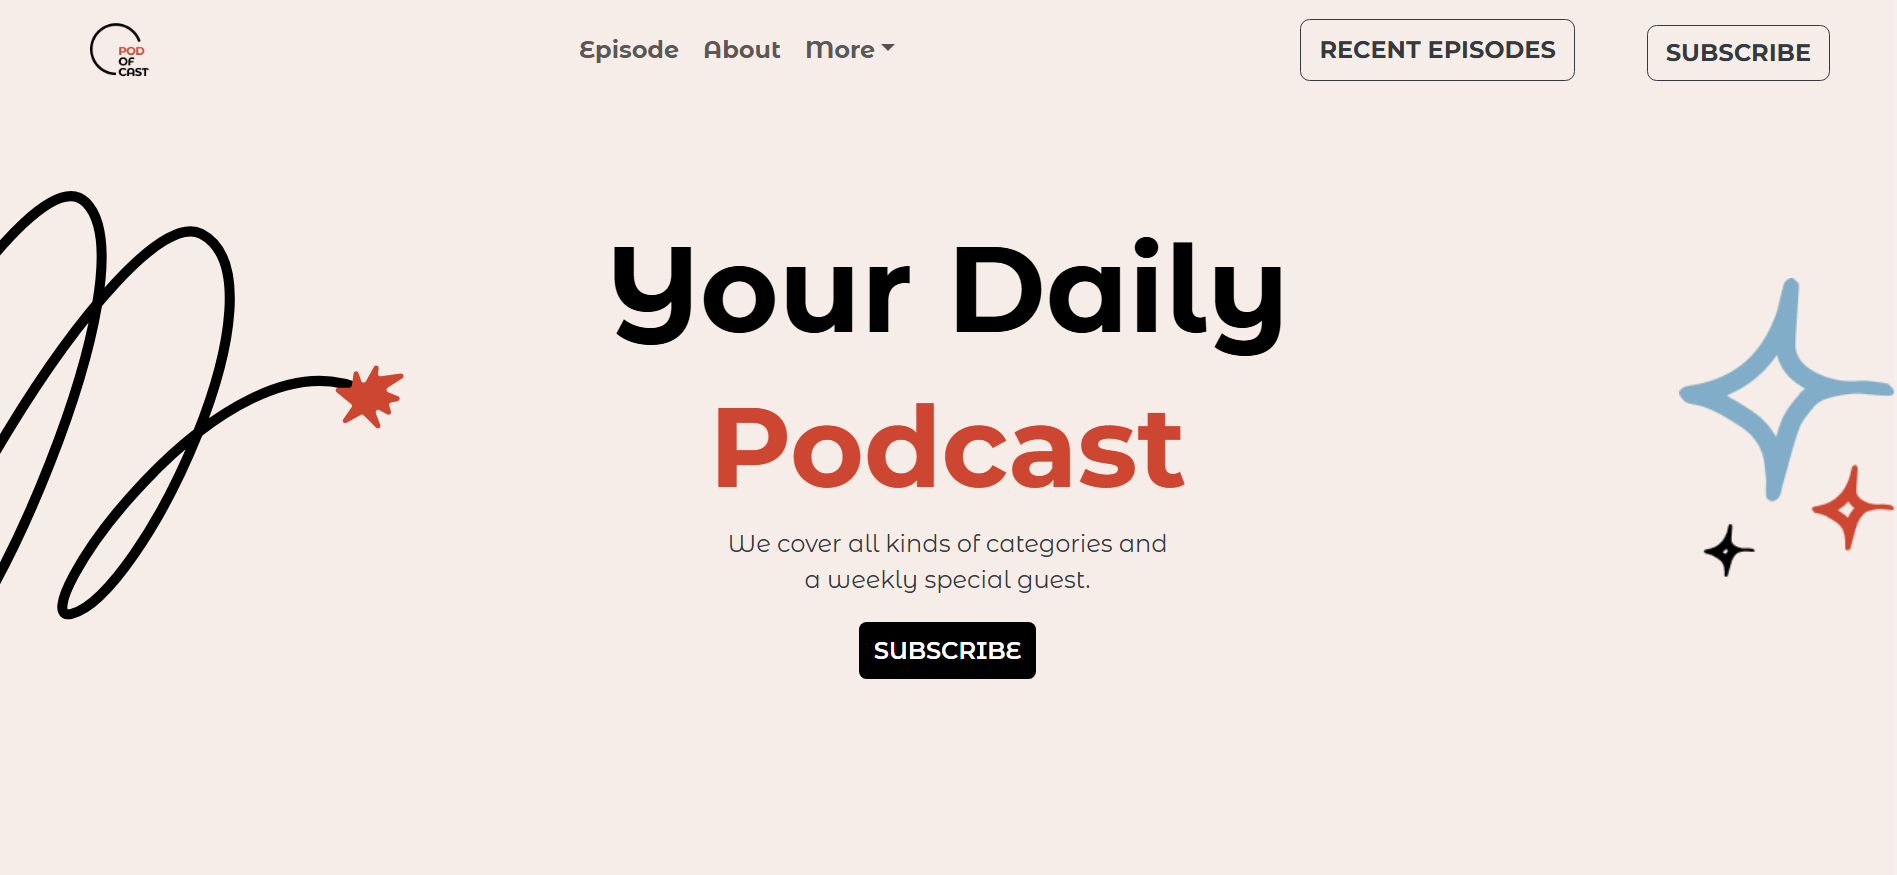 POD
OF
CAST
Episode About More
RECENT EPISODES
SUBSCRIBE
Your Daily
Podcast
We cover all kinds of categories and
a weekly special guest.
SUBSCRIBE